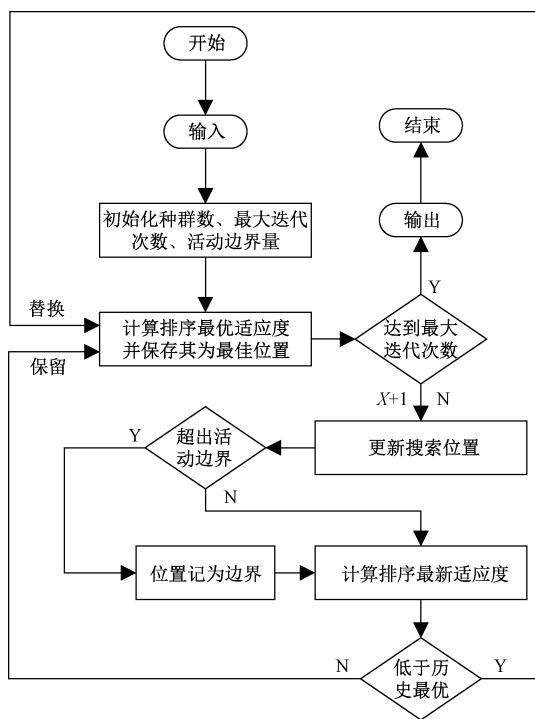 开始
输入
初始化种群数、最大迭代
次数、活动边界量
替换
计算排序最优适应度
并保存其为最佳位置
保留
结束
输出
Y
达到最大
迭代次数
X+1
N
更新搜索位置
超出活
动边界
Y
N
位置记为边界
计算排序最新适应度
低于历
史最优
N
Y